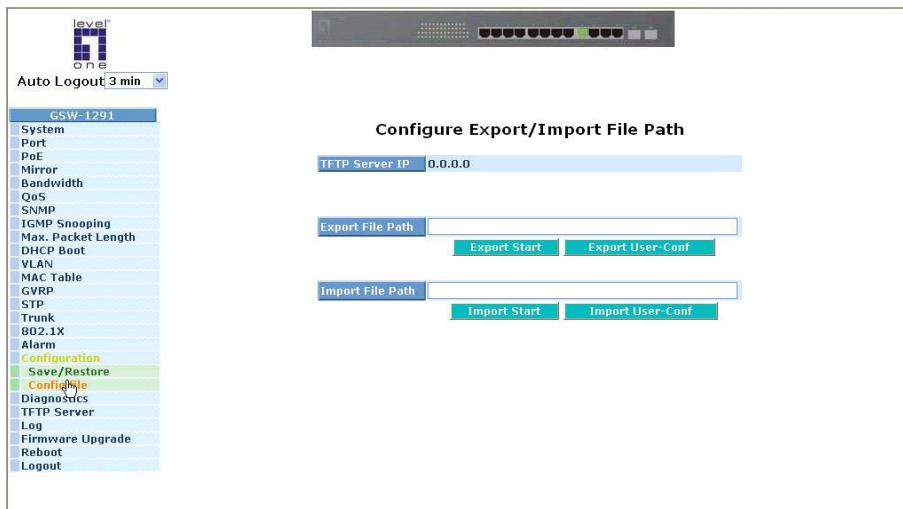 level
one
Auto Logout 3 min
GSW-1291
System
Port
PoE
Mirror
Bandwidth
QoS
SNMP
IGMP Snooping
Max. Packet Length
DHCP Boot
VLAN
MAC Table
GVRP
STP
Trunk
802.1X
Alarm
Configuration
Save/Restore
Config file
Diagnostics
TFTP Server
Log
Firmware Upgrade
Reboot
Logout
Configure Export/Import File Path
TFTP Server IP 0.0.0.0
Export File Path
Export Start Export User-Conf
Import File Path
Import Start Import User-Conf